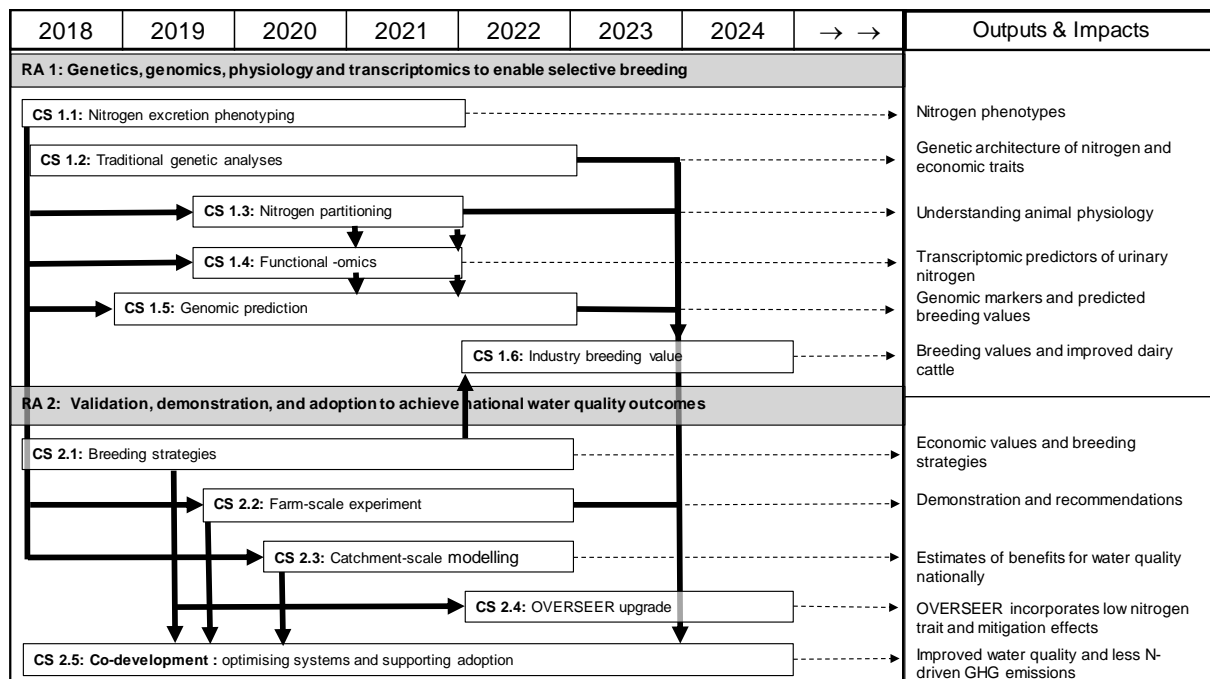 2018 2019 2020 2021 2022 2023 2024 → → Outputs & Impacts
RA 1: Genetics, genomics, physiology and transcriptomics to enable selective breeding
CS 1.1: Nitrogen excretion phenotyping
Nitrogen phenotypes
CS 1.2: Traditional genetic analyses
Genetic architecture of nitrogen and
economic traits
CS 1.3: Nitrogen partitioning
Understanding animal physiology
CS 1.4: Functional -omics
Transcriptomic predictors of urinary
nitrogen
CS 1.5: Genomic prediction
Genomic markers and predicted
breeding values
CS 1.6: Industry breeding value
Breeding values and improved dairy
cattle
RA 2: Validation, demonstration, and adoption to achieve national water quality outcomes
CS 2.1: Breeding strategies
Economic values and breeding
strategies
CS 2.2: Farm-scale experiment
Demonstration and recommendations
CS 2.3: Catchment-scale modelling
Estimates of benefits for water quality
nationally
CS 2.4: OVERSEER upgrade
OVERSEER incorporates low nitrogen
trait and mitigation effects
CS 2.5: Co-development : optimising systems and supporting adoption
Improved water quality and less N-
driven GHG emissions